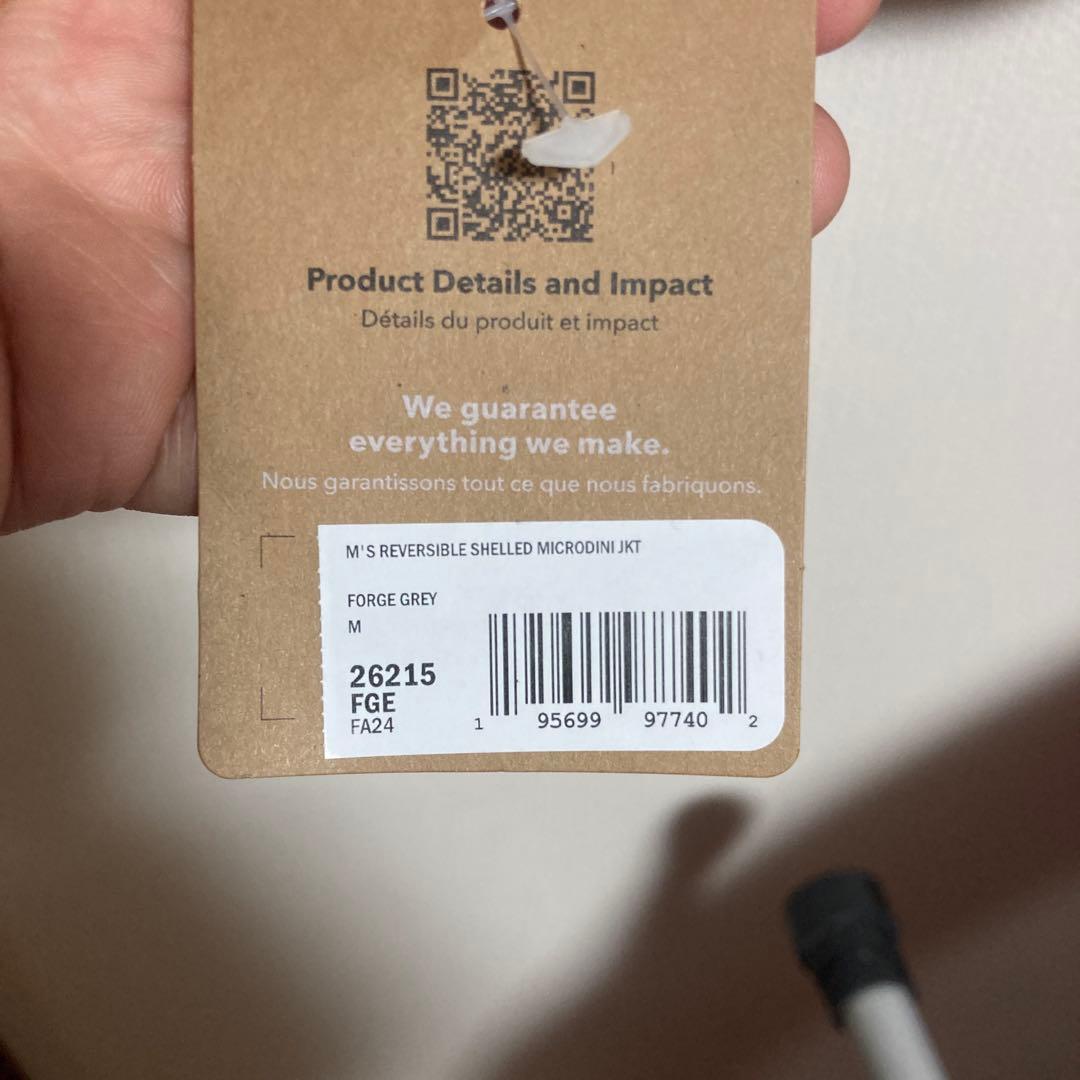 Product Details and Impact
Détails du produit et impact
We guarantee
everything we make.
Nous garantissons tout ce que nous fabriquons.
M'S REVERSIBLE SHELLED MICRODINI JKT
FORGE GREY
M
26215
FGE
FA24
1 95699 97740 2